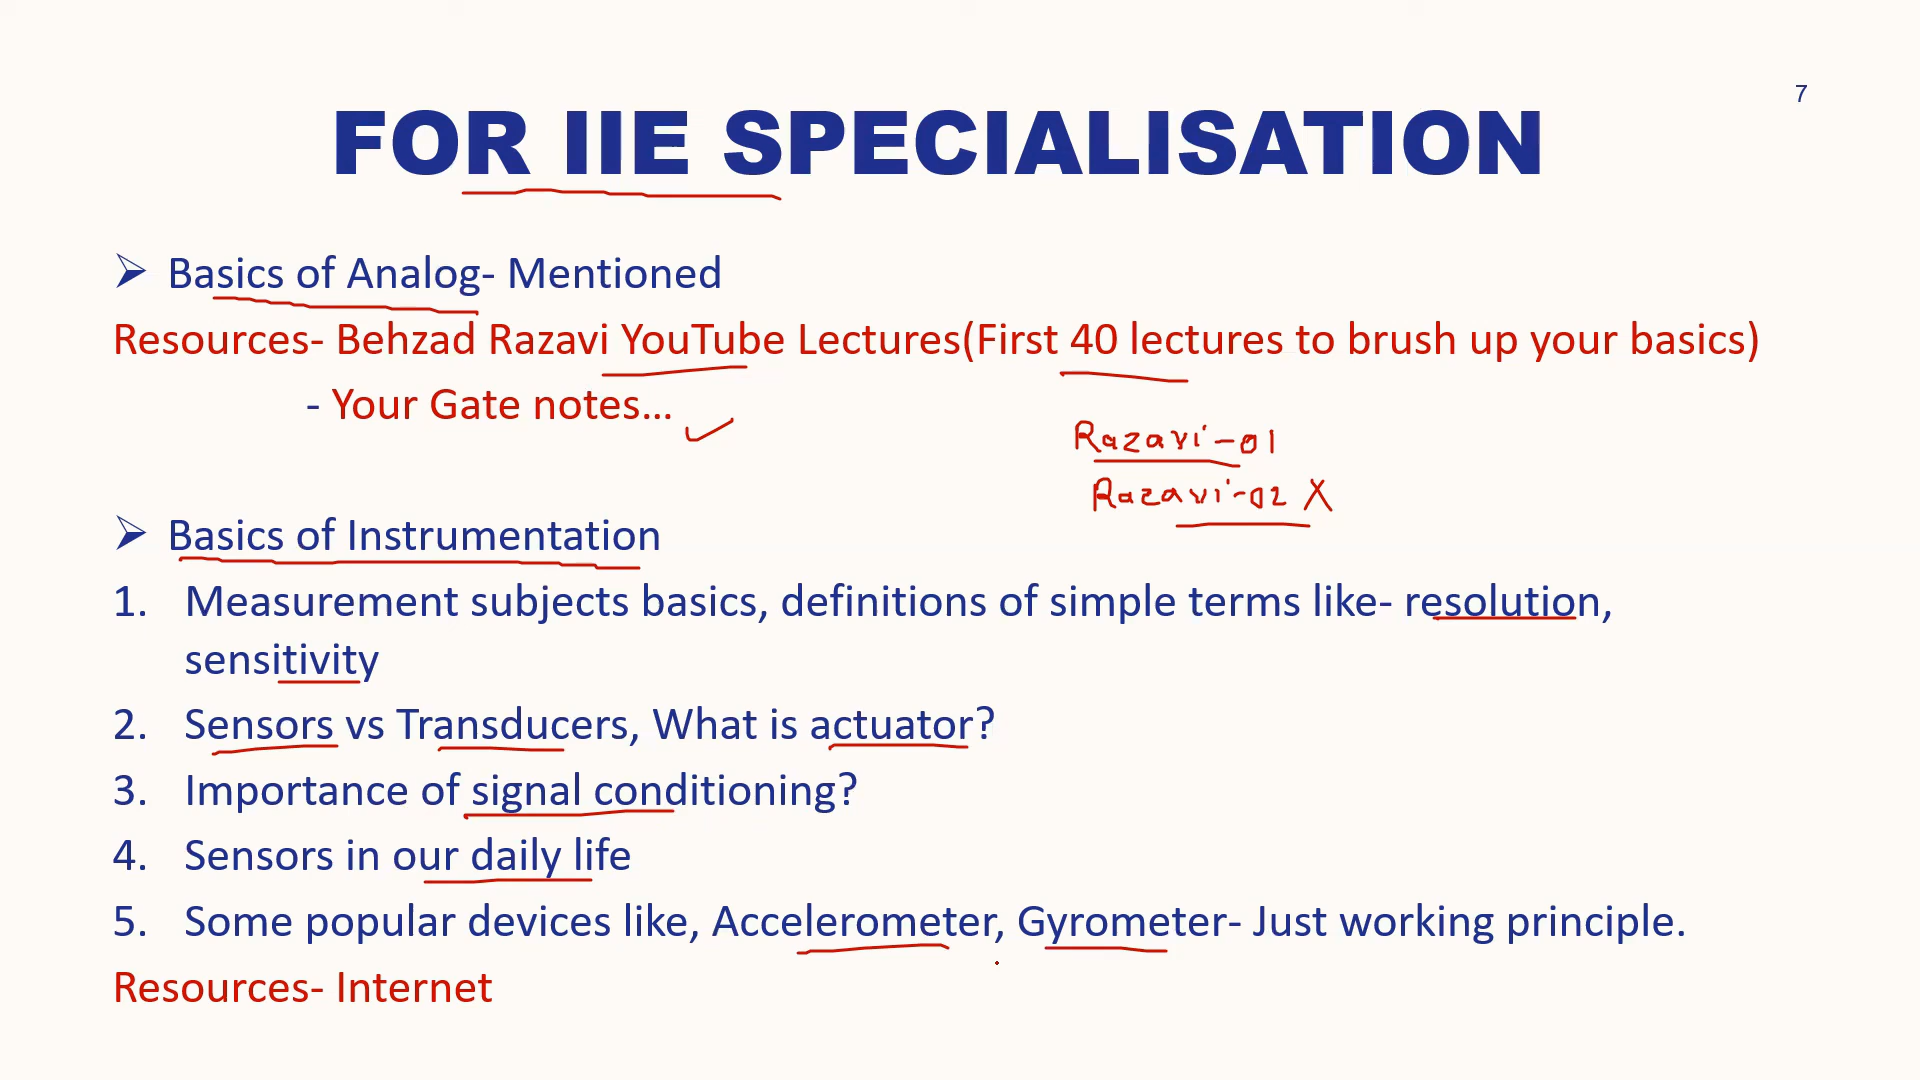 7
FOR IIE SPECIALISATION
➢ Basics of Analog- Mentioned
Resources- Behzad Razavi YouTube Lectures(First 40 lectures to brush up your basics)
- Your Gate notes...
Razavi-01
Razavi-02 X
➢ Basics of Instrumentation
1. Measurement subjects basics, definitions of simple terms like- resolution,
sensitivity
2. Sensors vs Transducers, What is actuator?
3. Importance of signal conditioning?
4. Sensors in our daily life
5. Some popular devices like, Accelerometer, Gyrometer- Just working principle.
Resources- Internet